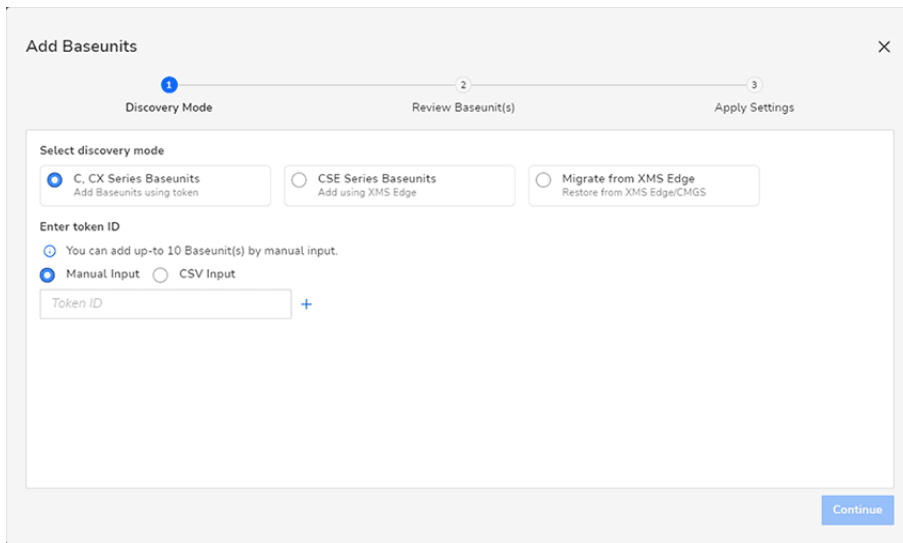 Add Baseunits
1
2
3
Discovery Mode
Review Baseunit(s)
Apply Settings
Select discovery mode
C, CX Series Baseunits
Add Baseunits using token
CSE Series Baseunits
Add using XMS Edge
Migrate from XMS Edge
Restore from XMS Edge/CMGS
Enter token ID
You can add up-to 10 Baseunit(s) by manual input.
Manual Input
CSV Input
Token ID
Continue